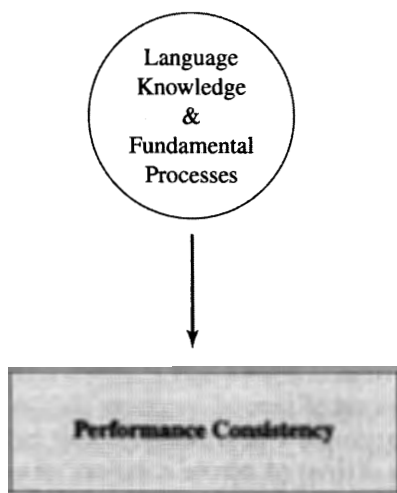 Language
Knowledge
&
Fundamental
Processes
Performance Consistency